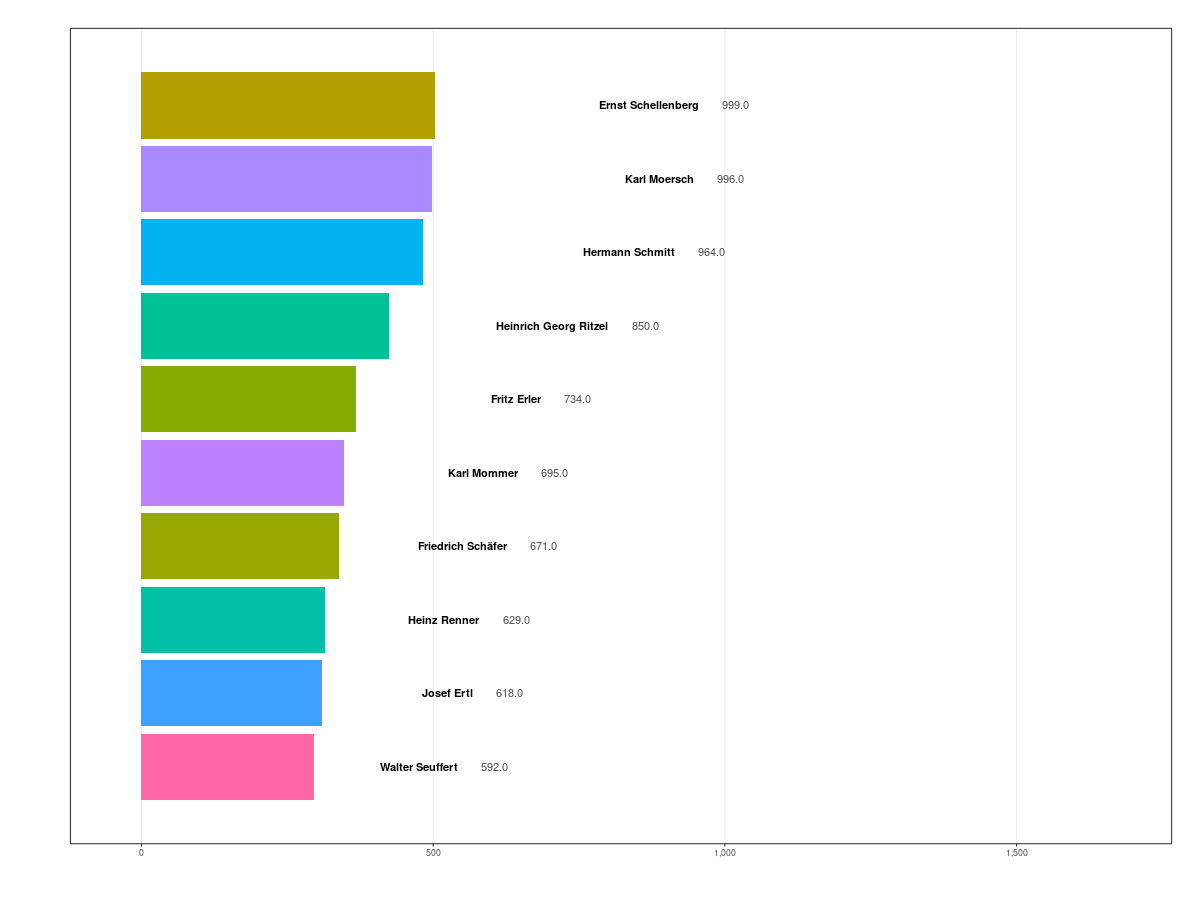 Ernst Schellenberg 999.0
Karl Moersch 996.0
Hermann Schmitt 964.0
Heinrich Georg Ritzel 850.0
Fritz Erler 734.0
Karl Mommer 695.0
Friedrich Schäfer 671.0
Heinz Renner 629.0
Josef Ertl 618.0
Walter Seuffert 592.0
0 500 1,000 1,500